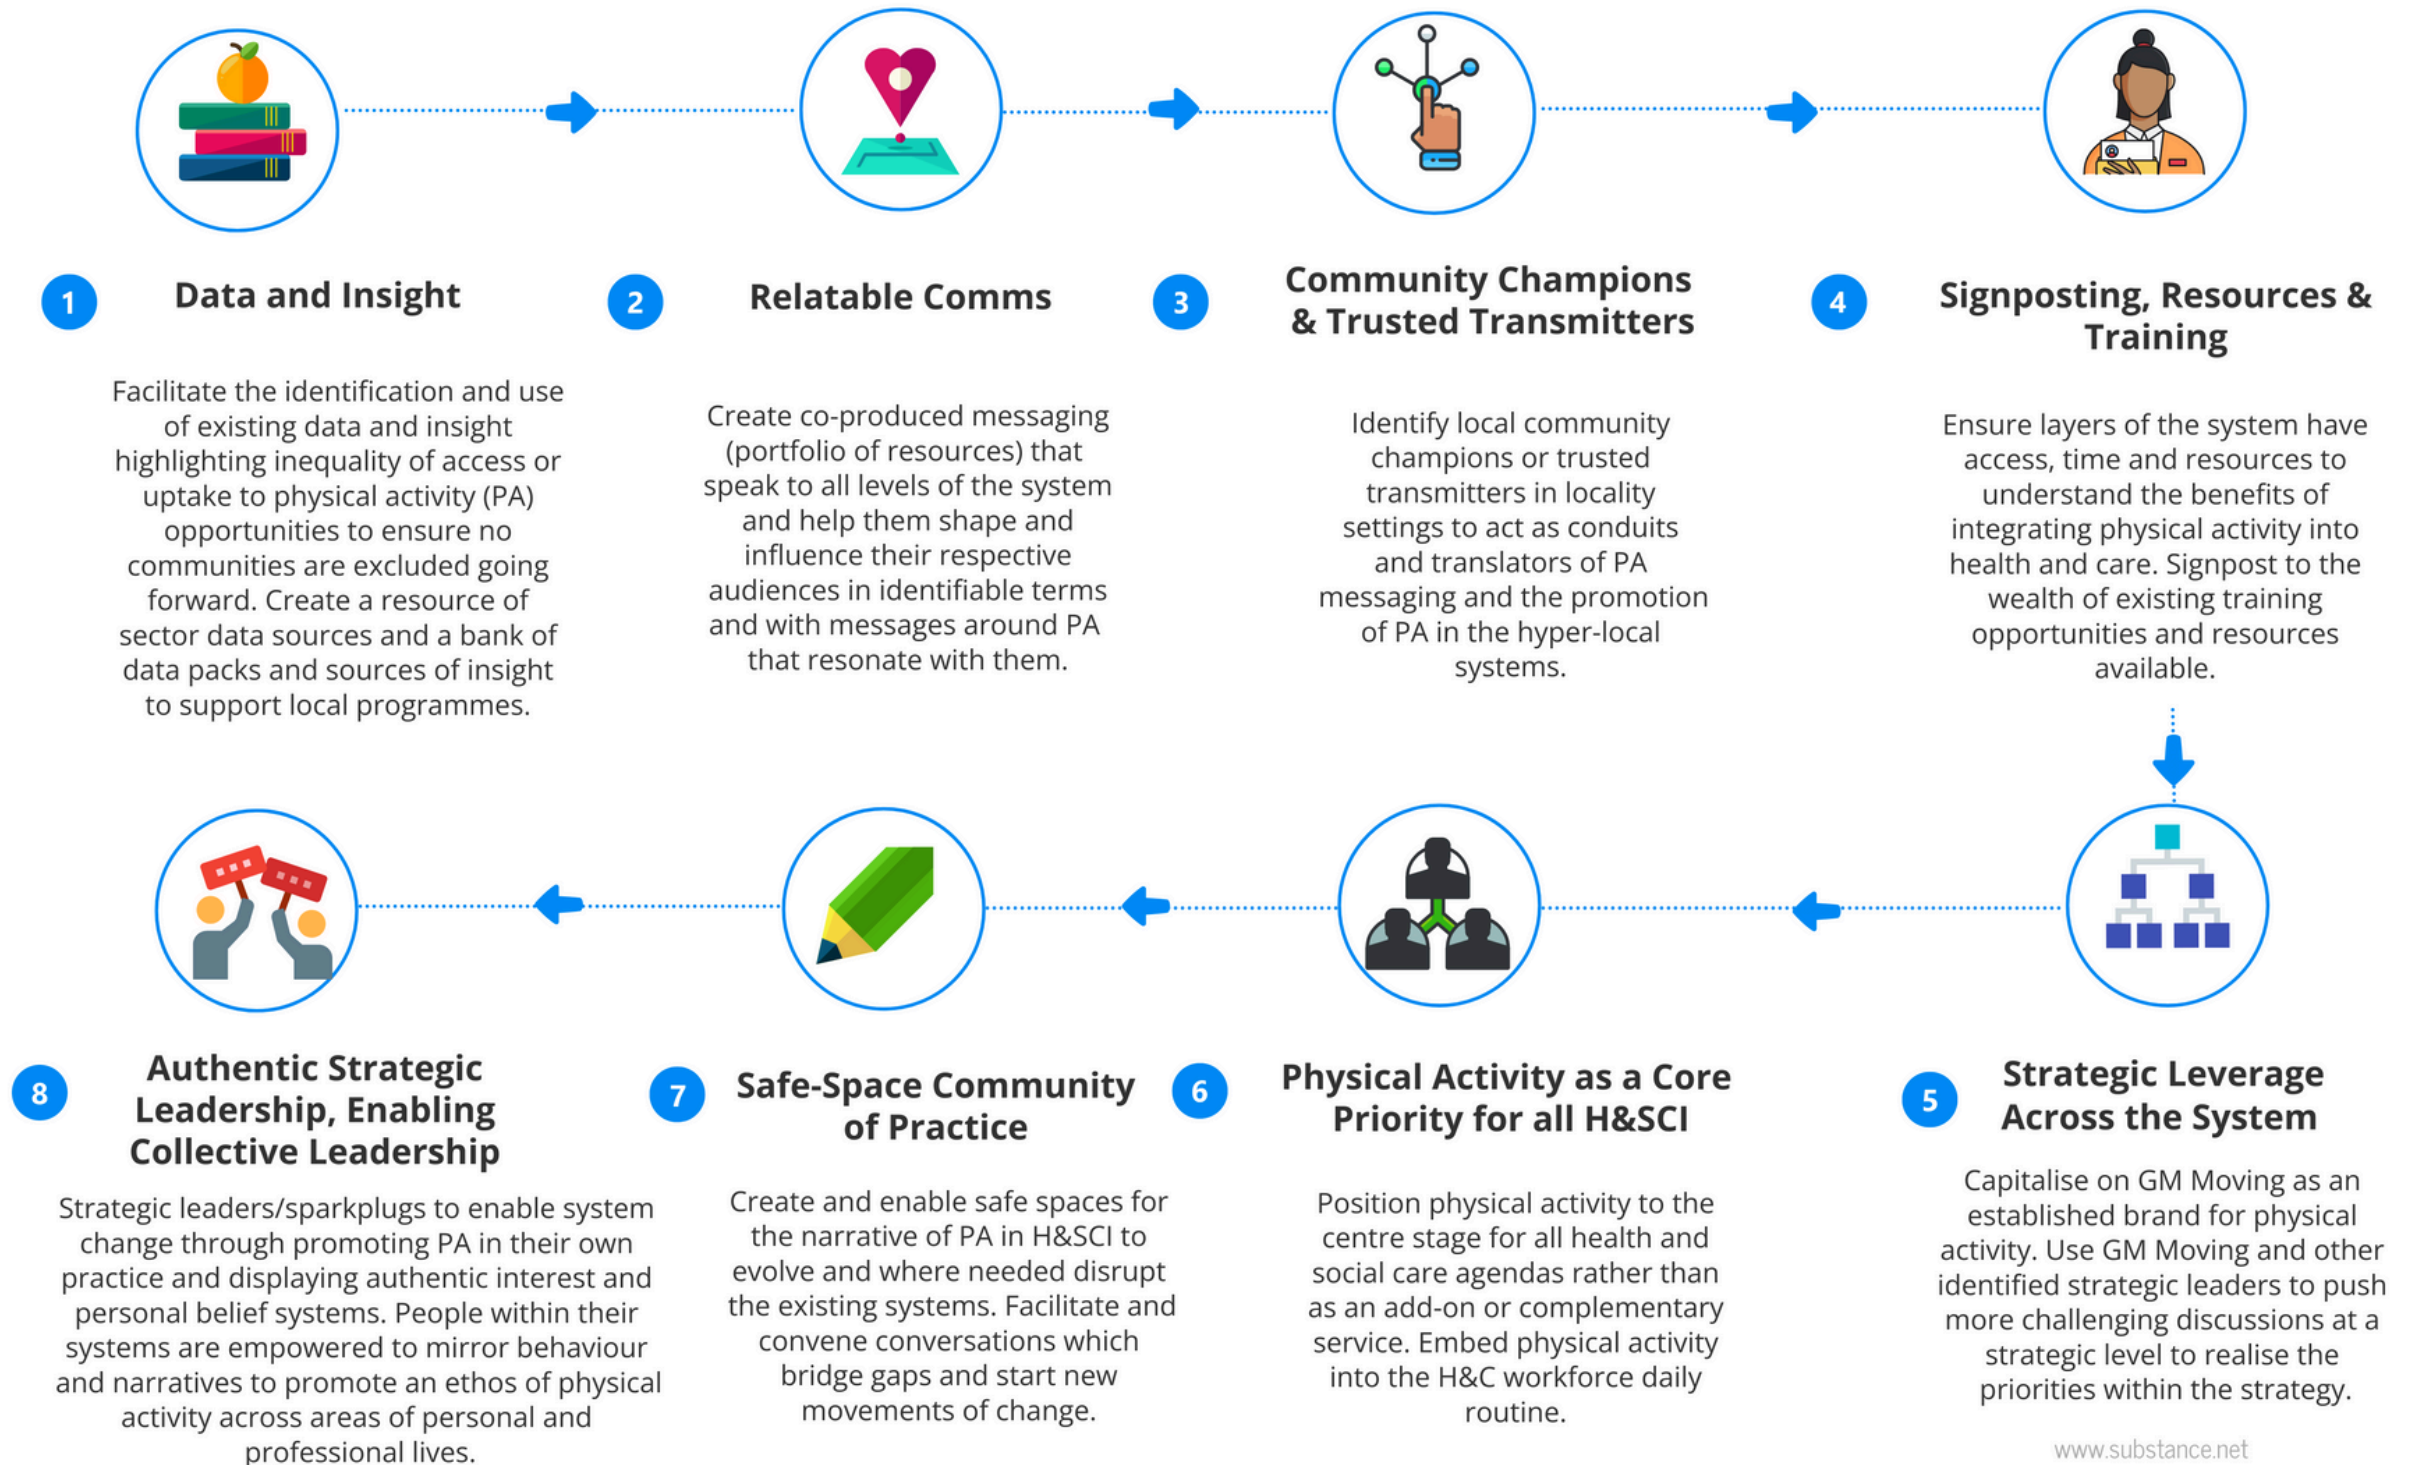 1
Data and Insight
Facilitate the identification and use
of existing data and insight
highlighting inequality of access or
uptake to physical activity (PA)
opportunities to ensure no
communities are excluded going
forward. Create a resource of
sector data sources and a bank of
data packs and sources of insight
to support local programmes.
2
Relatable Comms
Create co-produced messaging
(portfolio of resources) that
speak to all levels of the system
and help them shape and
influence their respective
audiences in identifiable terms
and with messages around PA
that resonate with them.
3
Community Champions
& Trusted Transmitters
Identify local community
champions or trusted
transmitters in locality
settings to act as conduits
and translators of PA
messaging and the promotion
of PA in the hyper-local
systems.
4
Signposting, Resources &
Training
Ensure layers of the system have
access, time and resources to
understand the benefits of
integrating physical activity into
health and care. Signpost to the
wealth of existing training
opportunities and resources
available.
5
Strategic Leverage
Across the System
Capitalise on GM Moving as an
established brand for physical
activity. Use GM Moving and other
identified strategic leaders to push
more challenging discussions at a
strategic level to realise the
priorities within the strategy.
6
Physical Activity as a Core
Priority for all H&SCI
Position physical activity to the
centre stage for all health and
social care agendas rather than
as an add-on or complementary
service. Embed physical activity
into the H&C workforce daily
routine.
7
Safe-Space Community
of Practice
Create and enable safe spaces for
the narrative of PA in H&SCI to
evolve and where needed disrupt
the existing systems. Facilitate and
convene conversations which
bridge gaps and start new
movements of change.
8
Authentic Strategic
Leadership, Enabling
Collective Leadership
Strategic leaders/sparkplugs to enable system
change through promoting PA in their own
practice and displaying authentic interest and
personal belief systems. People within their
systems are empowered to mirror behaviour
and narratives to promote an ethos of physical
activity across areas of personal and
professional lives.
www.substance.net